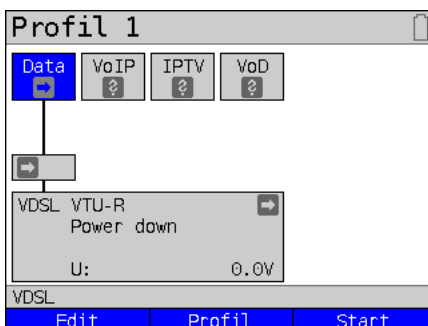 Profil 1
Data VoIP IPTV VoD
VDSL VTU-R
Power down
U: 0.0V
VDSL
Edit Profil Start